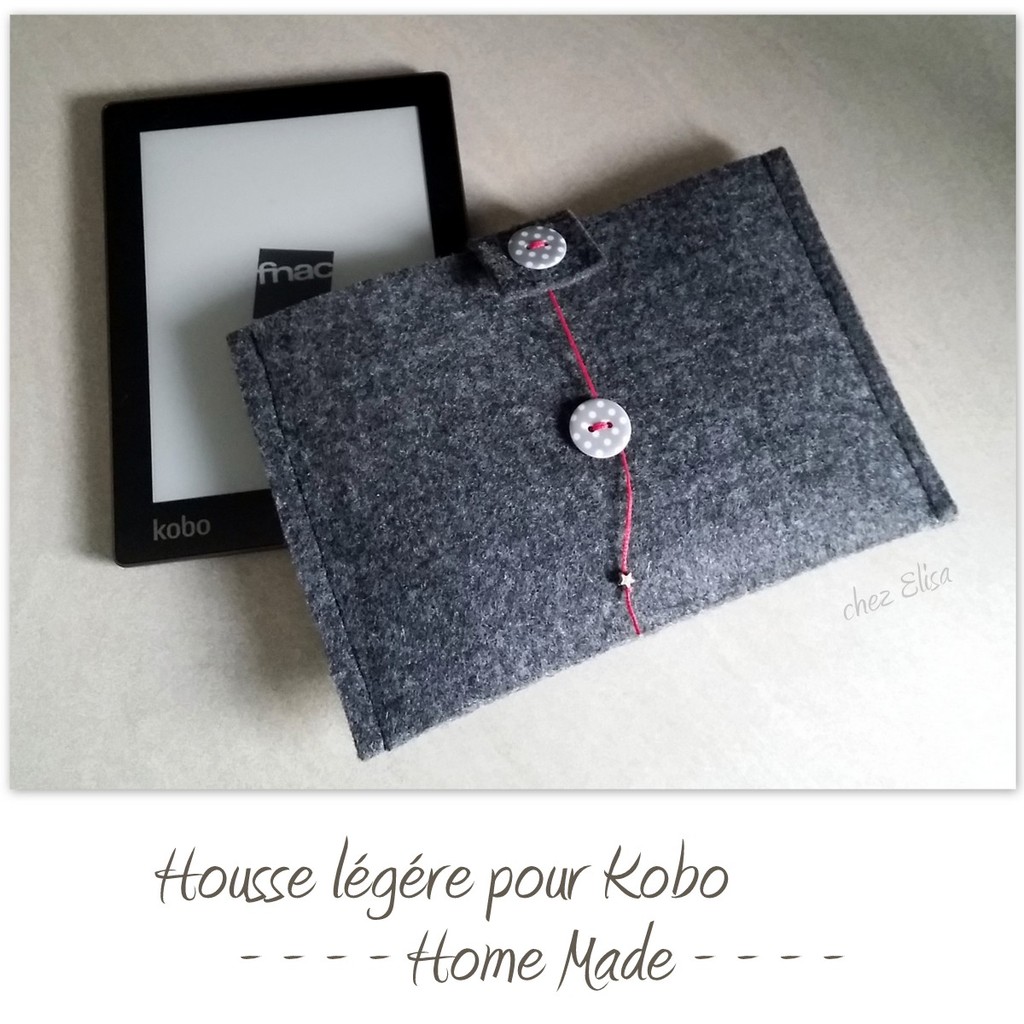 fnac
kobo
chez Elisa
Housse légére pour Kobo
- - - - Home Made - - - -